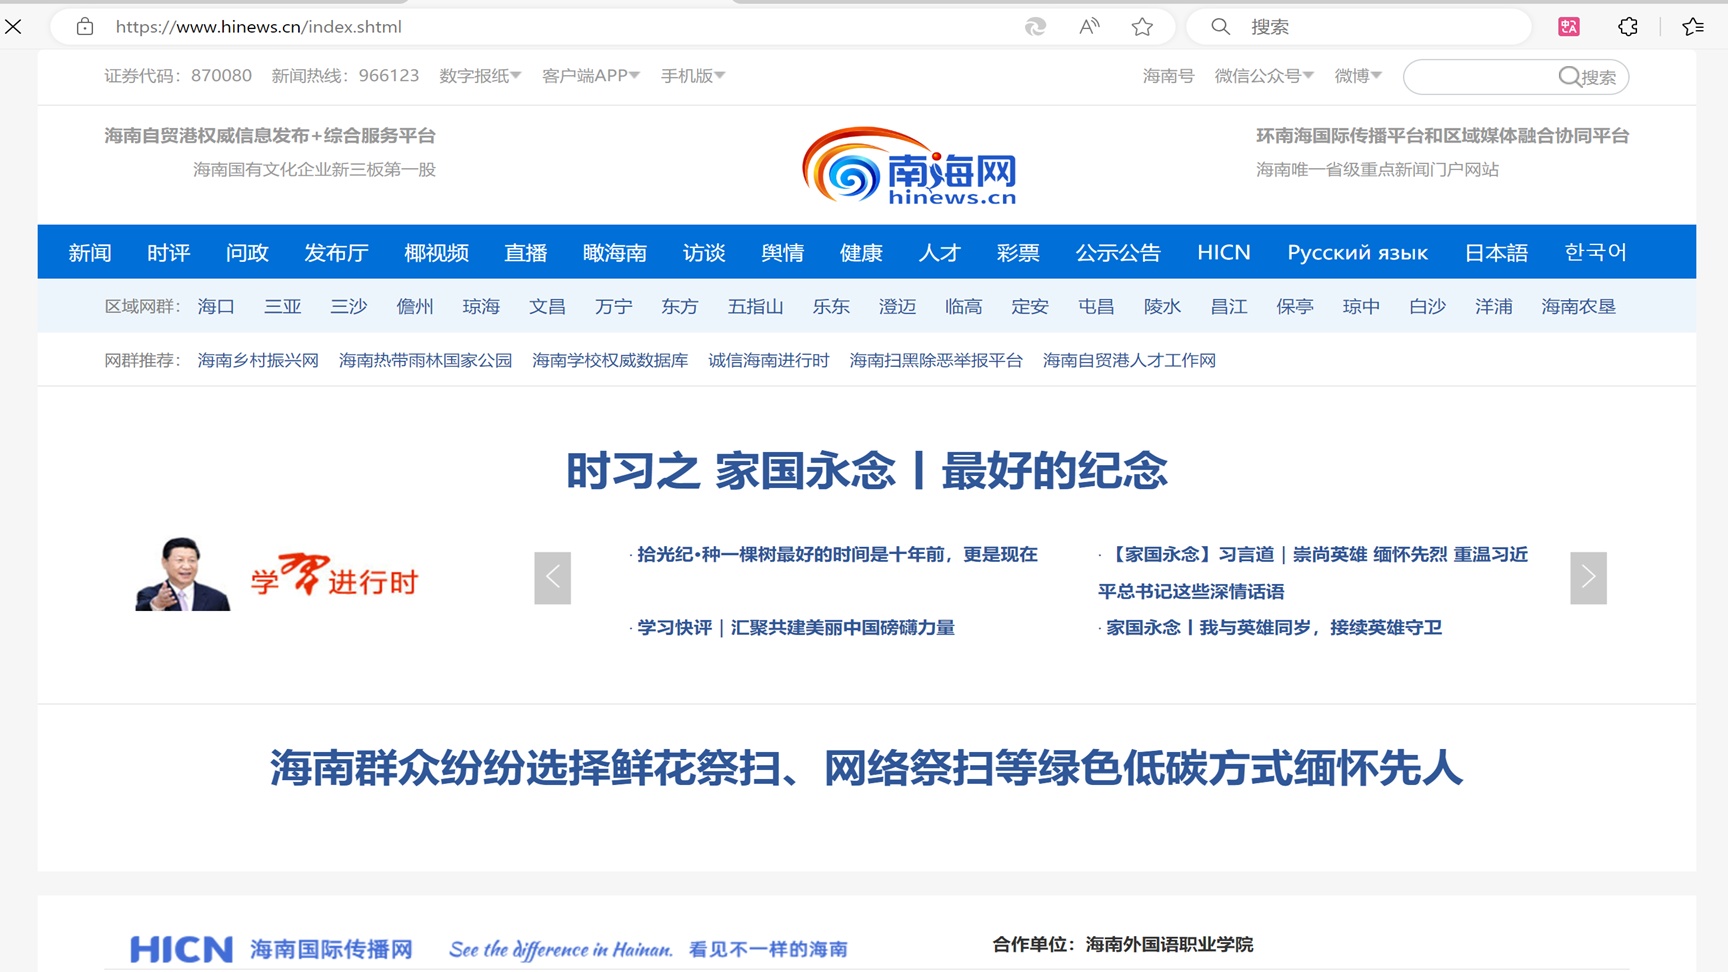 https://www.hinews.cn/index.shtml 搜索
证券代码：870080 新闻热线：966123 数字报纸 客户端APP 手机版 海南号 微信公众号 微博 搜索
海南自贸港权威信息发布+综合服务平台
海南国有文化企业新三板第一股
南海网
hinews.cn
环南海国际传播平台和区域媒体融合协同平台
海南唯一省级重点新闻门户网站
新闻 时评 问政 发布厅 椰视频 直播 瞰海南 访谈 舆情 健康 人才 彩票 公示公告 HICN Русский язык 日本語 한국어
区域网群： 海口 三亚 三沙 儋州 琼海 文昌 万宁 东方 五指山 乐东 澄迈 临高 定安 屯昌 陵水 昌江 保亭 琼中 白沙 洋浦 海南农垦
网群推荐： 海南乡村振兴网 海南热带雨林国家公园 海南学校权威数据库 诚信海南进行时 海南扫黑除恶举报平台 海南自贸港人才工作网
时习之 家国永念丨最好的纪念
学习进行时
· 拾光纪•种一棵树最好的时间是十年前，更是现在
· 【家国永念】习言道｜崇尚英雄 缅怀先烈 重温习近
平总书记这些深情话语
· 学习快评｜汇聚共建美丽中国磅礴力量
· 家国永念丨我与英雄同岁，接续英雄守卫
海南群众纷纷选择鲜花祭扫、网络祭扫等绿色低碳方式缅怀先人
HICN 海南国际传播网 See the difference in Hainan. 看见不一样的海南
合作单位：海南外国语职业学院